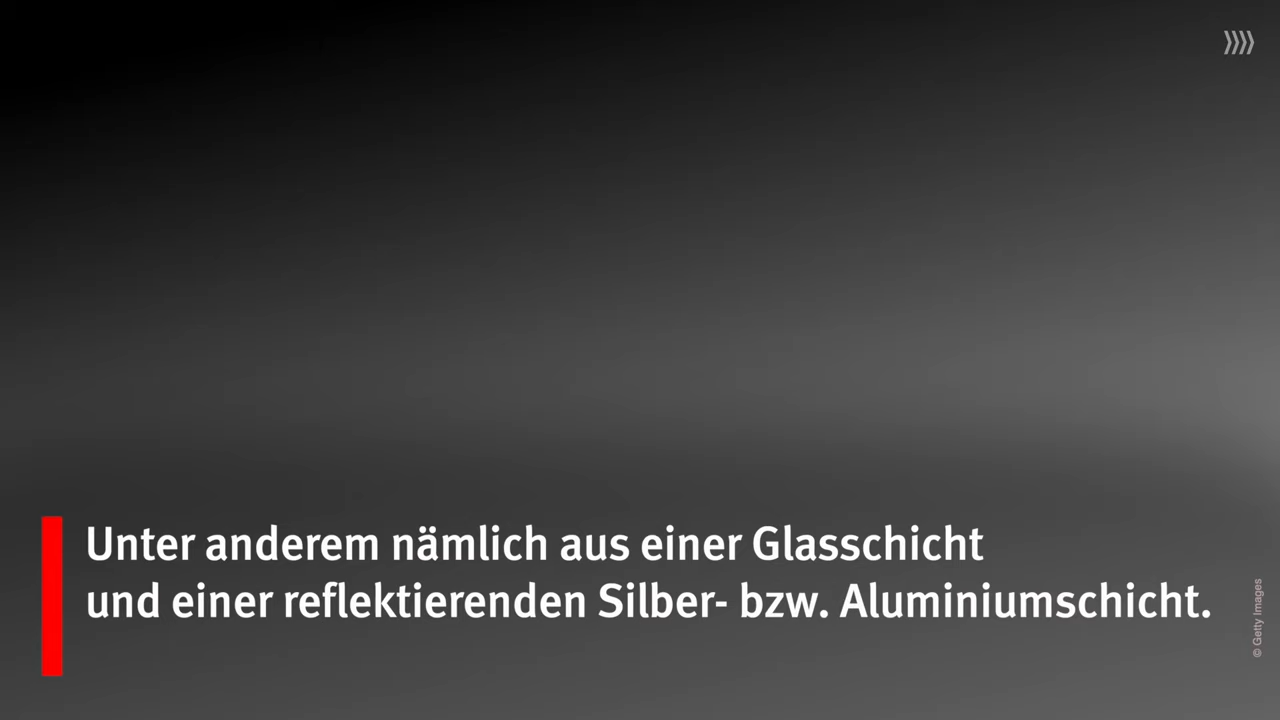 Unter anderem nämlich aus einer Glasschicht
und einer reflektierenden Silber- bzw. Aluminiumschicht.
© Getty Images